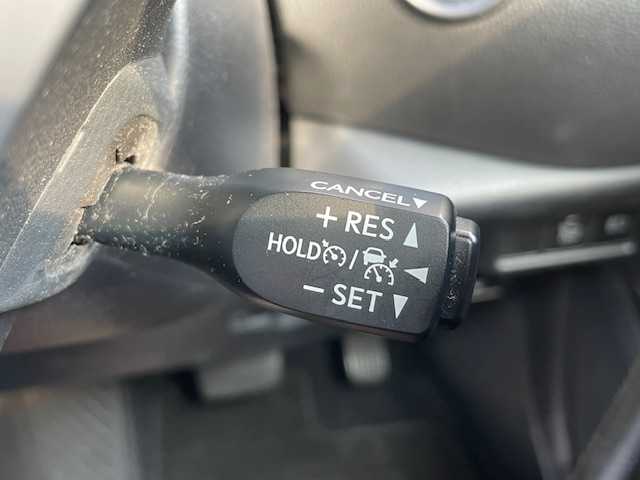 CANCEL
+ RES
HOLD /
- SET